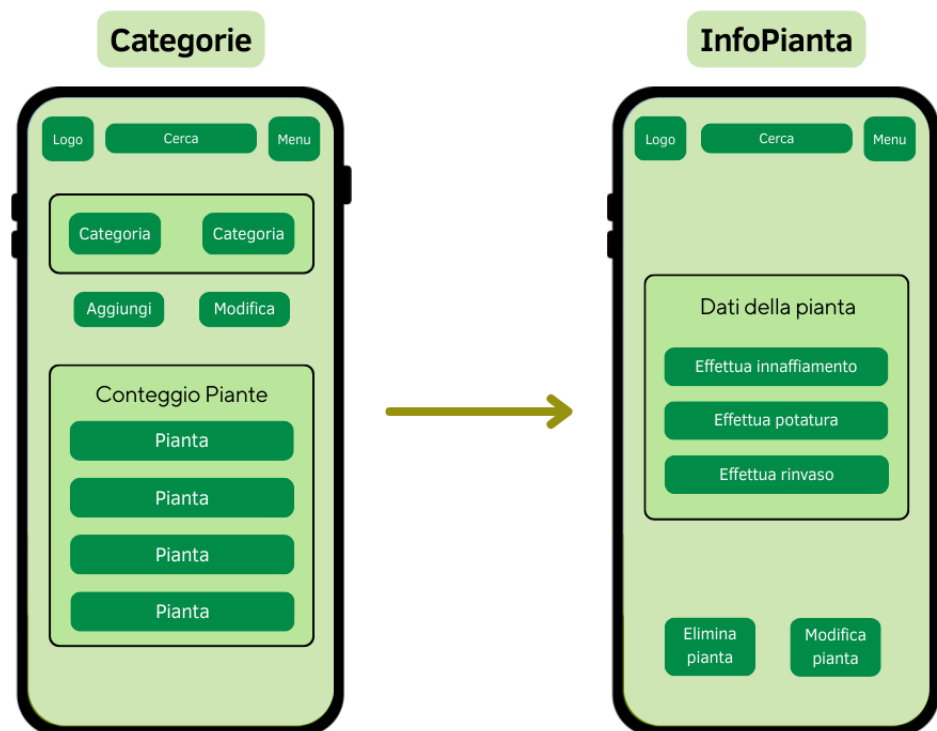 Categorie
Logo
Cerca
Menu
Categoria
Categoria
Aggiungi
Modifica
Conteggio Piante
Pianta
Pianta
Pianta
Pianta
InfoPianta
Logo
Cerca
Menu
Dati della pianta
Effettua innaffiamento
Effettua potatura
Effettua rinvaso
Elimina
pianta
Modifica
pianta